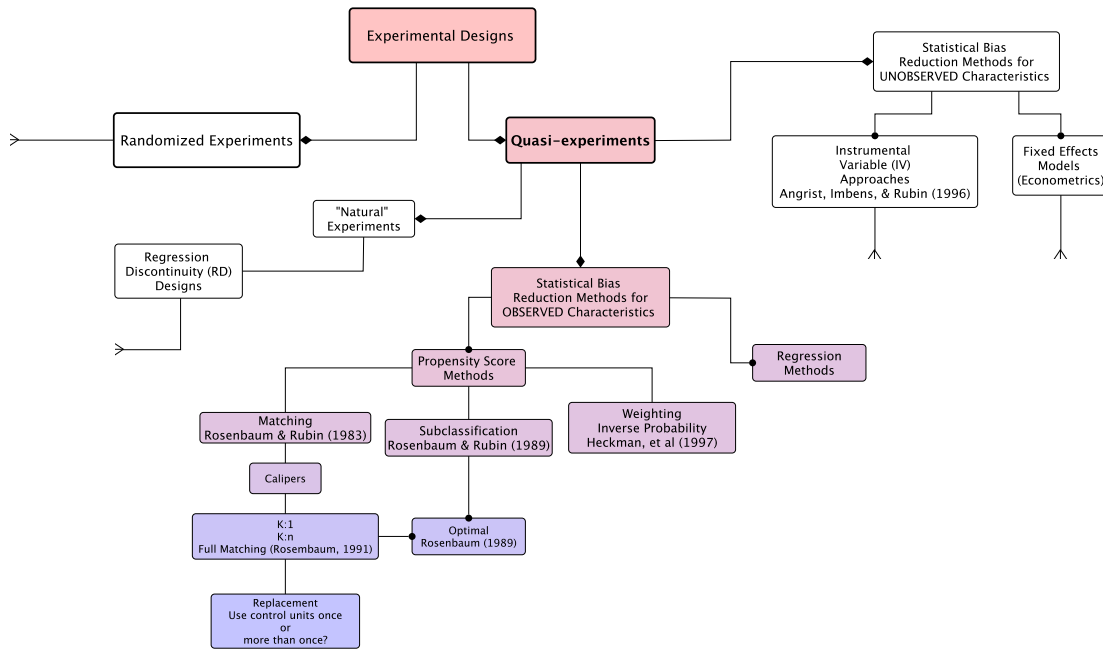 Experimental Designs
Statistical Bias
Reduction Methods for
UNOBSERVED Characteristics
Randomized Experiments
Quasi-experiments
Instrumental
Variable (IV)
Approaches
Angrist, Imbens, & Rubin (1996)
Fixed Effects
Models
(Econometrics)
"Natural"
Experiments
Regression
Discontinuity (RD)
Designs
Statistical Bias
Reduction Methods for
OBSERVED Characteristics
Propensity Score
Methods
Regression
Methods
Matching
Rosenbaum & Rubin (1983)
Subclassification
Rosenbaum & Rubin (1989)
Weighting
Inverse Probability
Heckman, et al (1997)
Calipers
K:1
K:n
Full Matching (Rosembaum, 1991)
Optimal
Rosenbaum (1989)
Replacement
Use control units once
or
more than once?